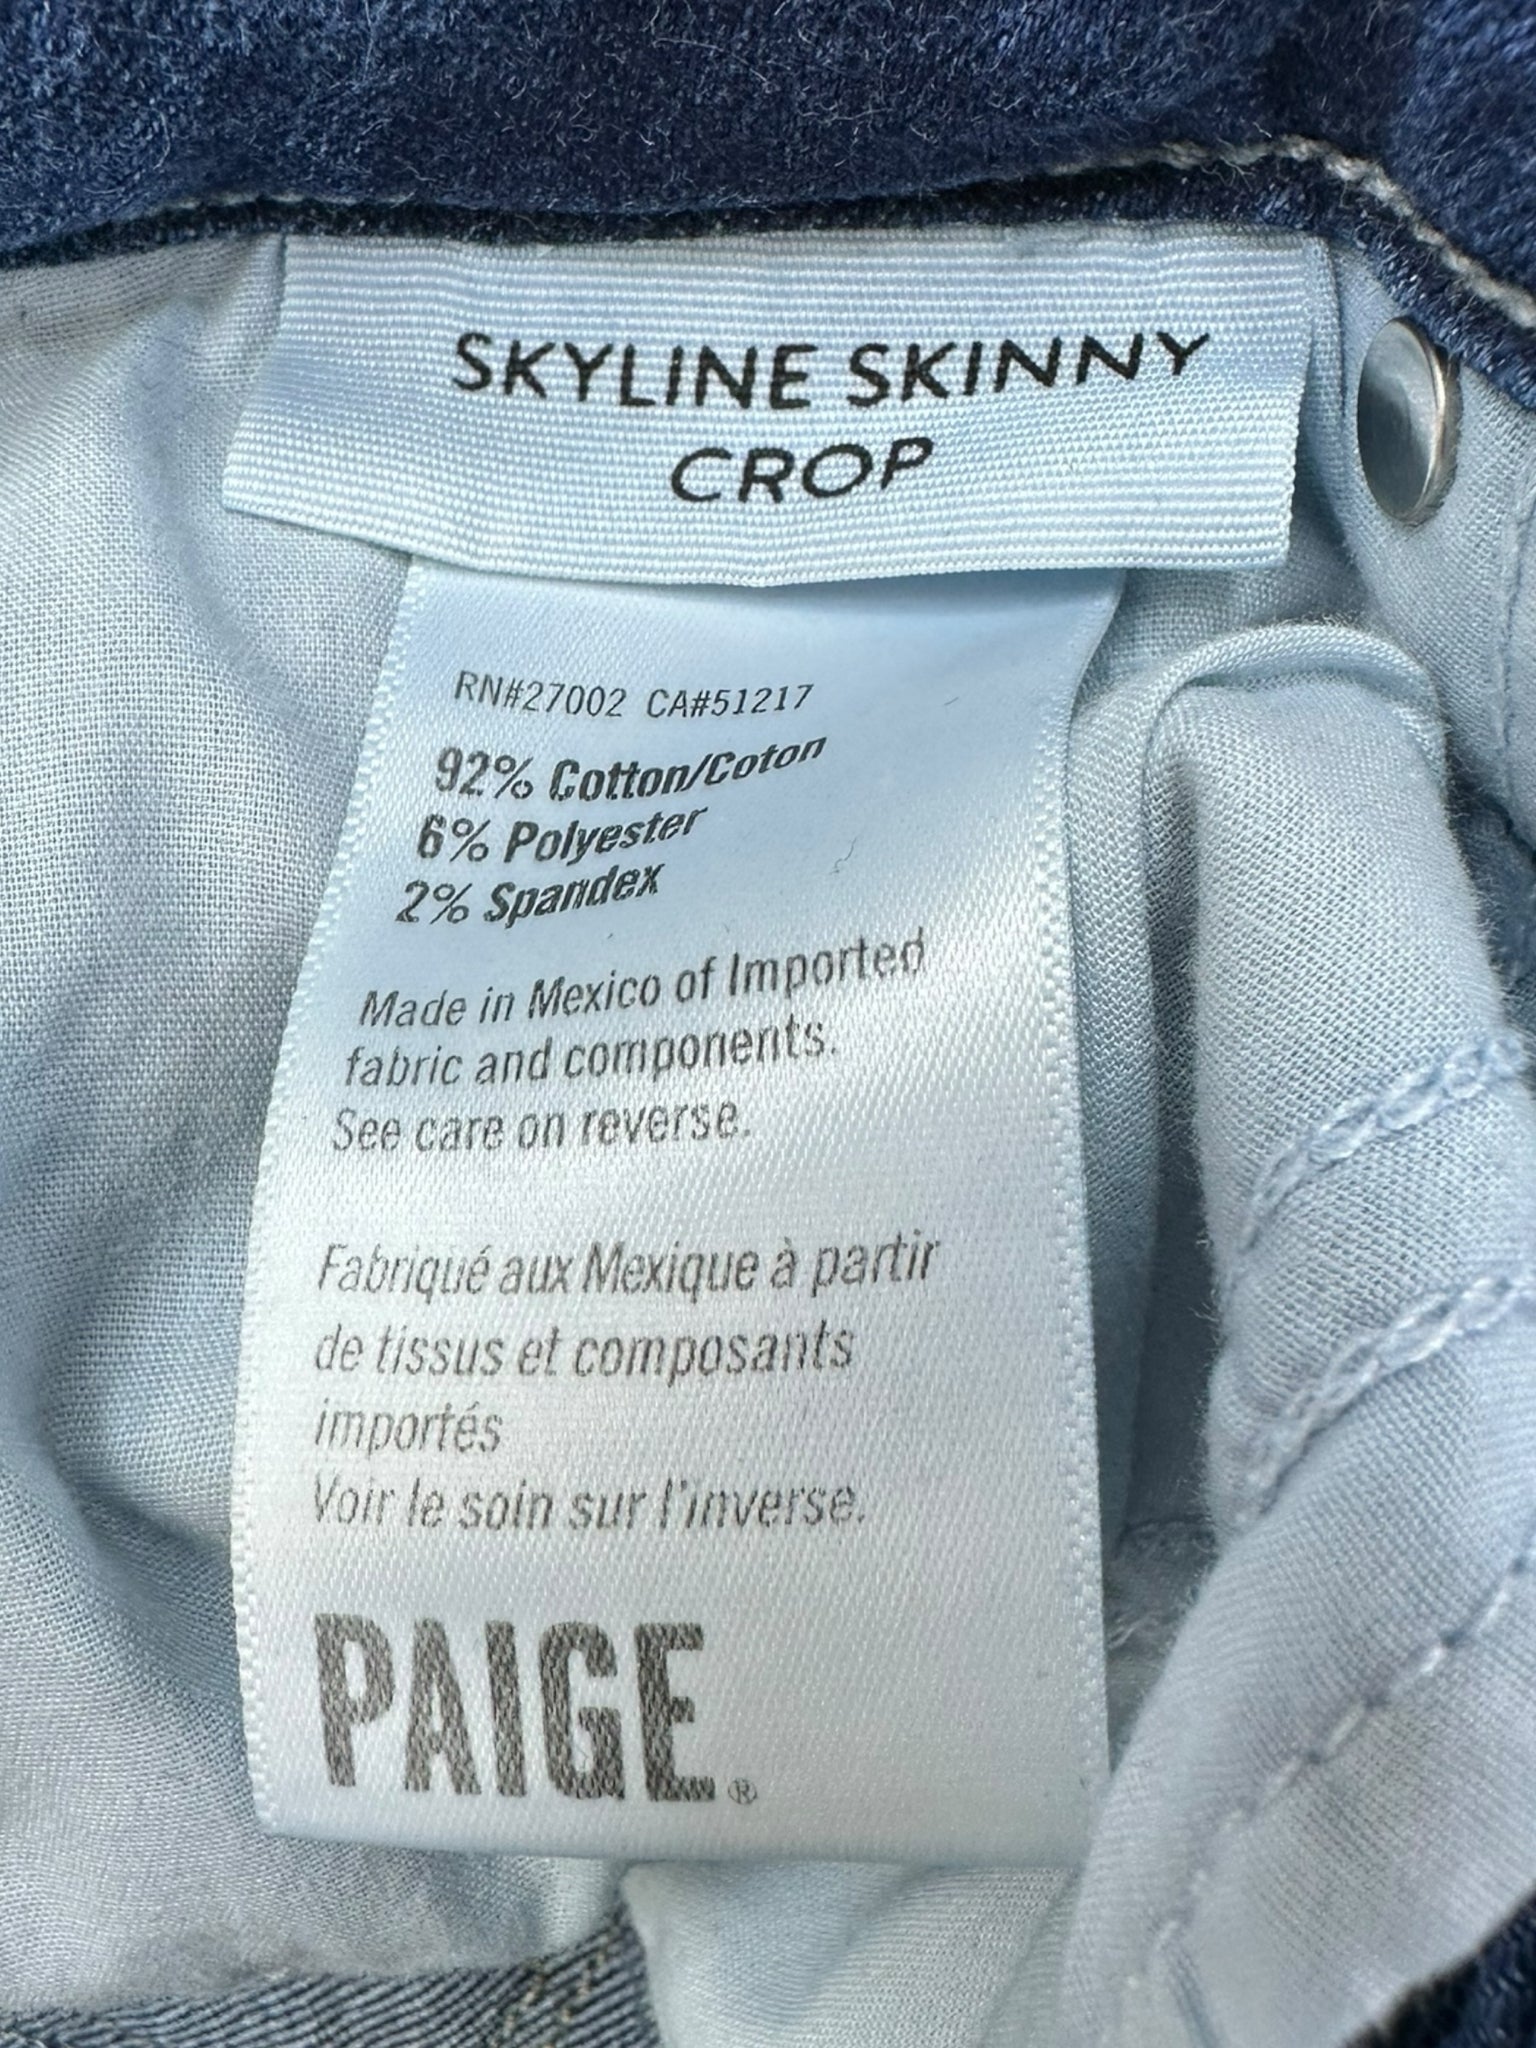 SKYLINE SKINNY
CROP
RN#27002 CA#51217
92% Cotton/Coton
6% Polyester
2% Spandex
Made in Mexico of Imported
fabric and components.
See care on reverse.
Fabriqué aux Mexique à partir
de tissus et composants
importés
Voir le soin sur l'inverse.
PAIGE®